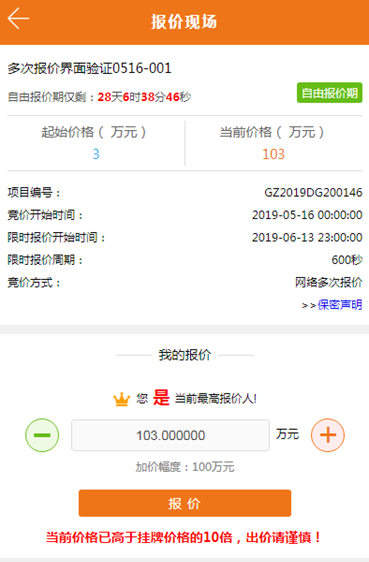 报价现场
多次报价界面验证0516-001
自由报价期仅剩：28天6时38分46秒 自由报价期
起始价格（ 万元） 当前价格（ 万元）
3 103
项目编号： GZ2019DG200146
竞价开始时间： 2019-05-16 00:00:00
限时报价开始时间： 2019-06-13 23:00:00
限时报价周期： 600秒
竞价方式： 网络多次报价
>>保密声明
我的报价
您 是 当前最高报价人!
103.000000 万元
加价幅度：100万元
报 价
当前价格已高于挂牌价格的10倍，出价请谨慎！